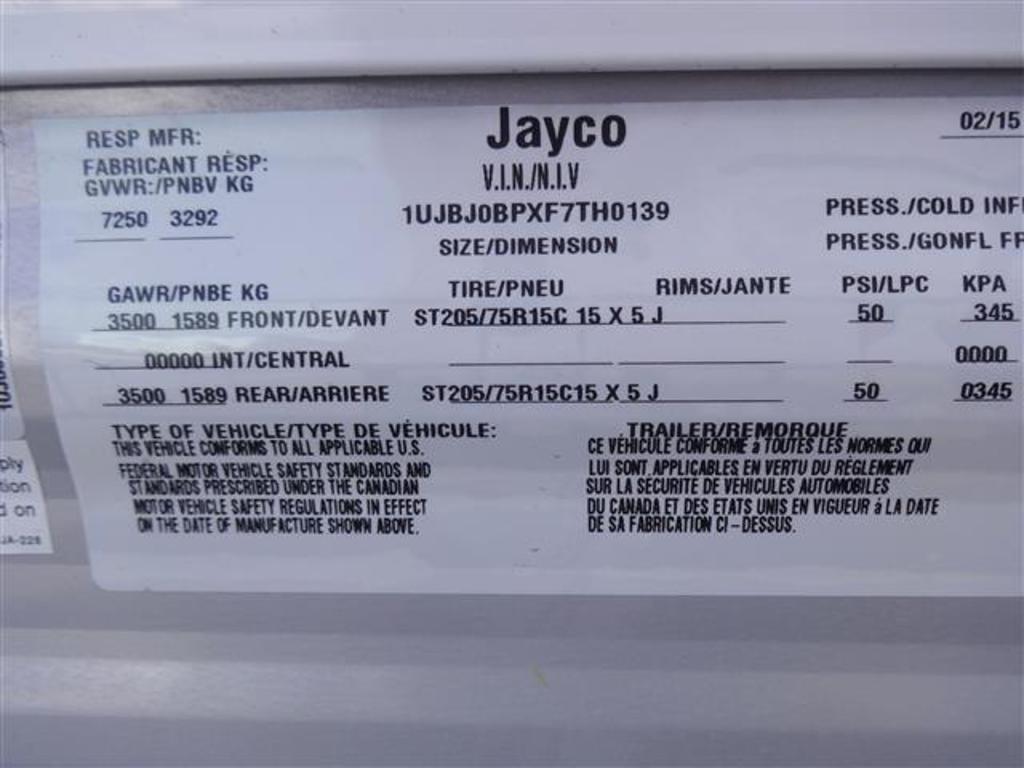 Jayco
02/15
RESP MFR:
FABRICANT RESP:
GVWR:/PNBV KG
7250 3292
V.I.N./N.I.V
1UJBJ0BPXF7TH0139
SIZE/DIMENSION
PRESS./COLD INFL
PRESS./GONFL FR
GAWR/PNBE KG TIRE/PNEU RIMS/JANTE PSI/LPC KPA
3500 1589 FRONT/DEVANT ST205/75R15C 15 X 5 J 50 345
00000 INT/CENTRAL 0000
3500 1589 REAR/ARRIERE ST205/75R15C15 X 5 J 50 0345
TYPE OF VEHICLE/TYPE DE VÉHICULE: TRAILER/REMORQUE
THIS VEHICLE CONFORMS TO ALL APPLICABLE U.S.
FEDERAL MOTOR VEHICLE SAFETY STANDARDS AND
STANDARDS PRESCRIBED UNDER THE CANADIAN
MOTOR VEHICLE SAFETY REGULATIONS IN EFFECT
ON THE DATE OF MANUFACTURE SHOWN ABOVE.
CE VÉHICULE CONFORME à TOUTES LES NORMES QUI
LUI SONT APPLICABLES EN VERTU DU RÉGLEMENT
SUR LA SECURITE DE VEHICULES AUTOMOBILES
DU CANADA ET DES ETATS UNIS EN VIGUEUR à LA DATE
DE SA FABRICATION CI-DESSUS.
ply
tion
d on
JA-228